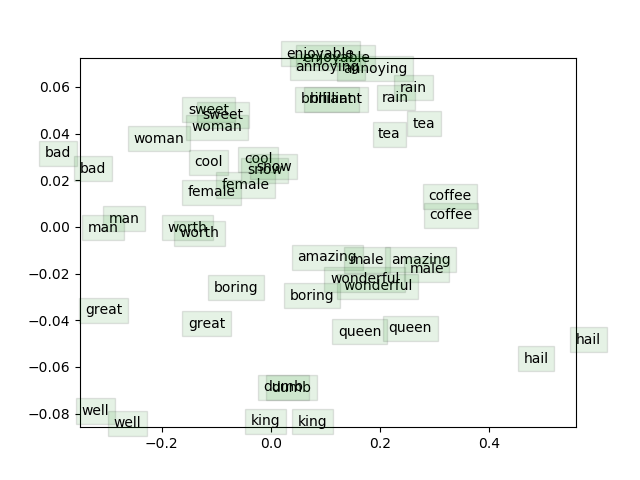 enjoyable
enjoyable
annoying
annoying
0.06
rain
brilliant
brilliant
rain
sweet
sweet
tea
0.04
woman
tea
woman
bad
cool
snow
snow
cool
bad
0.02
female
female
coffee
coffee
man
0.00
man
worth
worth
amazing
male
amazing
male
−0.02
wonderful
wonderful
boring
boring
great
−0.04
great
queen
queen
hail
hail
−0.06
dumb
dumb
well
−0.08
well
king
king
−0.2
0.0
0.2
0.4